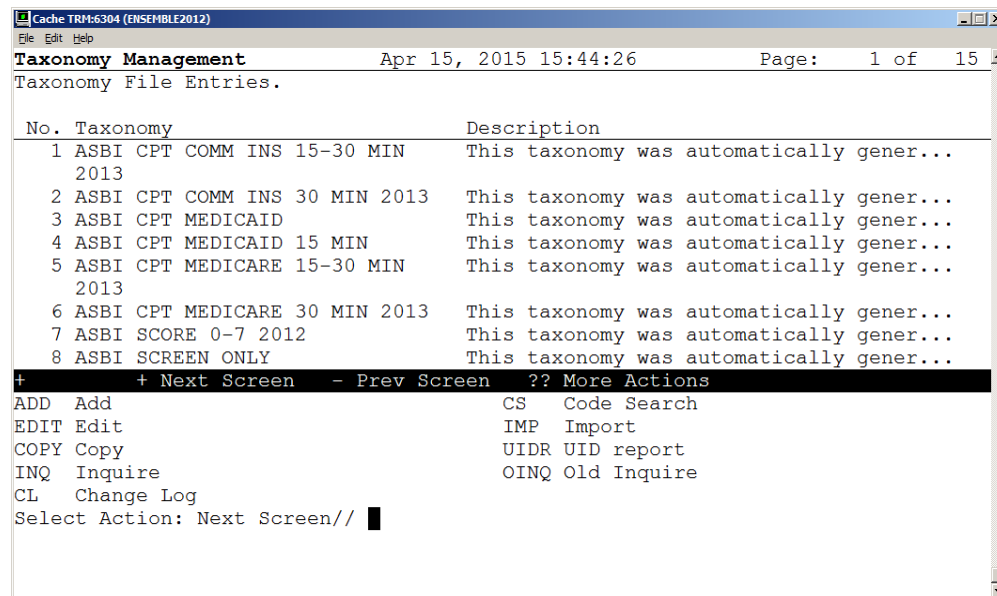 Cache TRM:6304 (ENSEMBLE2012)
File Edit Help
Taxonomy Management Apr 15, 2015 15:44:26 Page: 1 of 15
Taxonomy File Entries.
No. Taxonomy Description
1 ASBI CPT COMM INS 15-30 MIN This taxonomy was automatically gener...
2013
2 ASBI CPT COMM INS 30 MIN 2013 This taxonomy was automatically gener...
3 ASBI CPT MEDICAID This taxonomy was automatically gener...
4 ASBI CPT MEDICAID 15 MIN This taxonomy was automatically gener...
5 ASBI CPT MEDICARE 15-30 MIN This taxonomy was automatically gener...
2013
6 ASBI CPT MEDICARE 30 MIN 2013 This taxonomy was automatically gener...
7 ASBI SCORE 0-7 2012 This taxonomy was automatically gener...
8 ASBI SCREEN ONLY This taxonomy was automatically gener...
+ + Next Screen - Prev Screen ?? More Actions
ADD Add CS Code Search
EDIT Edit IMP Import
COPY Copy UIDR UID report
INQ Inquire OINQ Old Inquire
CL Change Log
Select Action: Next Screen//